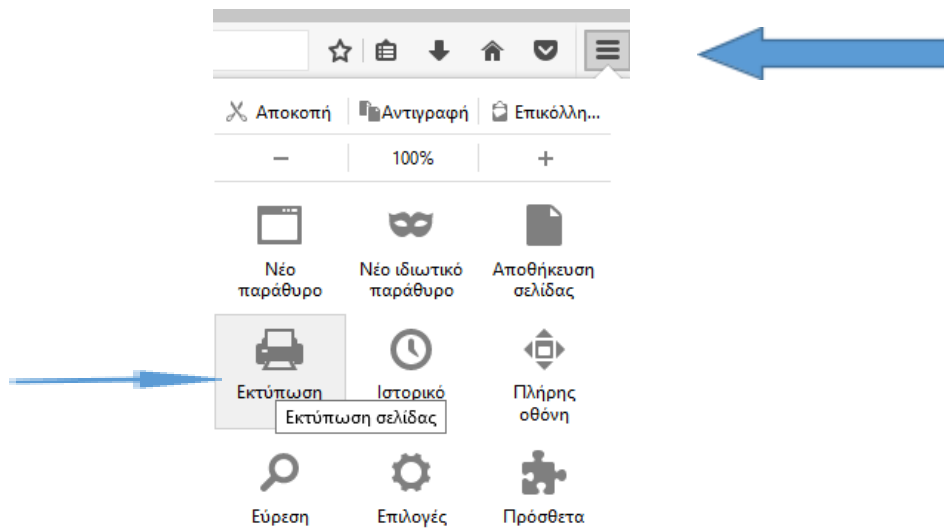 Αποκοπή Αντιγραφή Επικόλλη...
100%
Νέο παράθυρο
Νέο ιδιωτικό παράθυρο
Αποθήκευση σελίδας
Εκτύπωση Ιστορικό Πλήρης οθόνη
Εκτύπωση σελίδας
Εύρεση Επιλογές Πρόσθετα